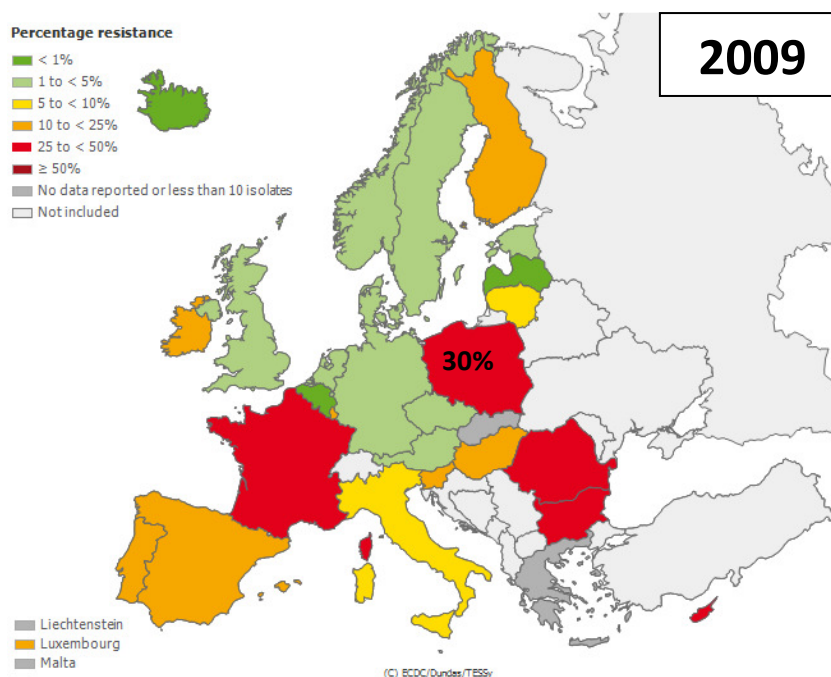 Percentage resistance
< 1%
1 to < 5%
5 to < 10%
10 to < 25%
25 to < 50%
≥ 50%
No data reported or less than 10 isolates
Not included
2009
30%
Liechtenstein
Luxembourg
Malta
(C) ECDC/Dundas/TESSy